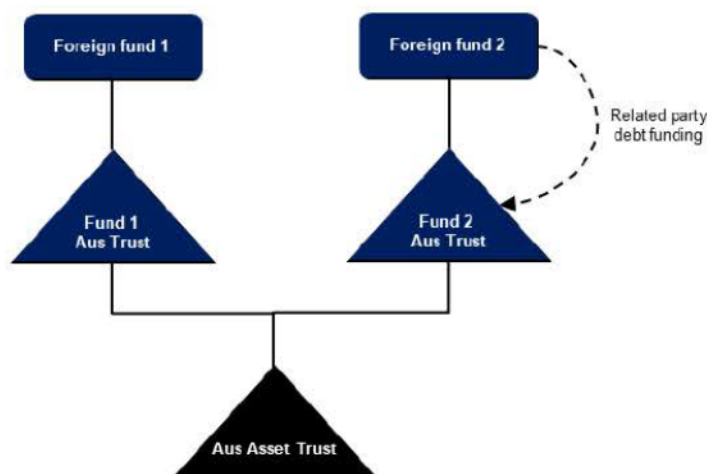 Foreign fund 1
Foreign fund 2
Related party
debt funding
Fund 1
Aus Trust
Fund 2
Aus Trust
Aus Asset Trust